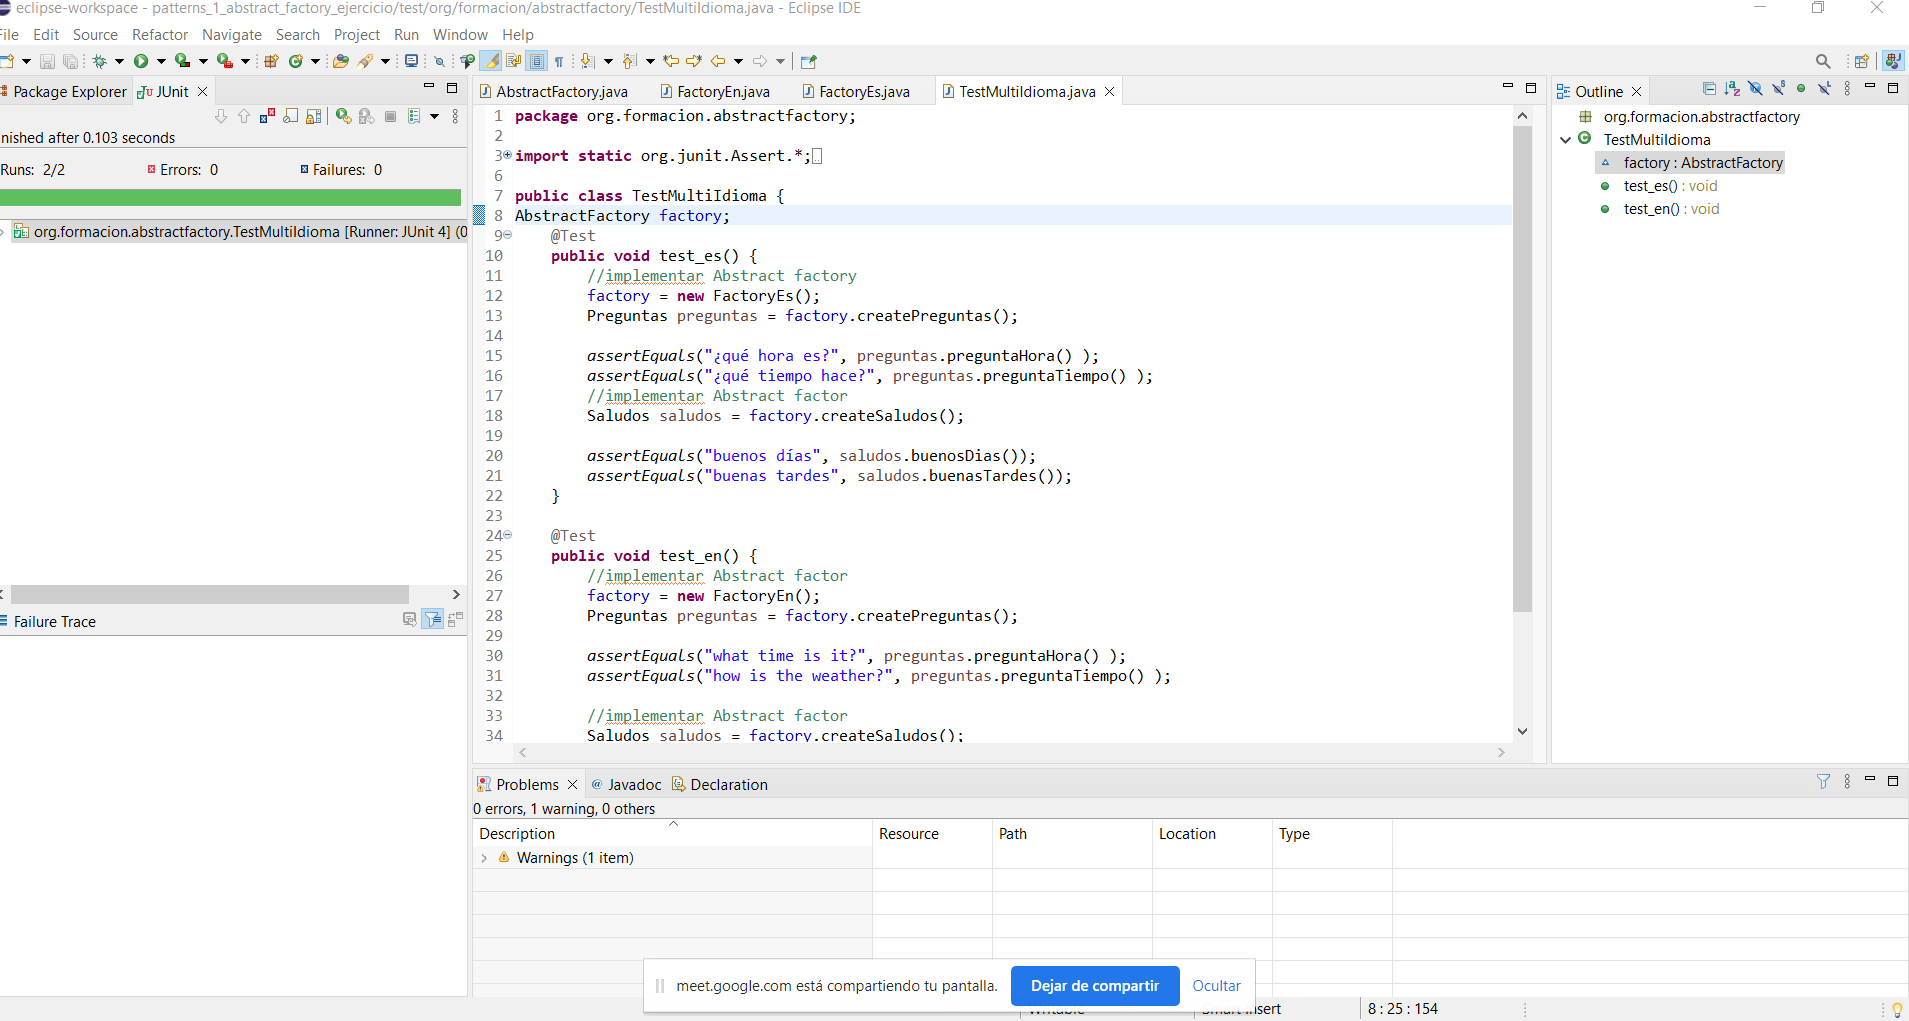 eclipse-workspace - patterns_1_abstract_factory_ejercicio/test/org/formacion/abstractfactory/TestMultiIdioma.java - Eclipse IDE
ile Edit Source Refactor Navigate Search Project Run Window Help
Package Explorer JUnit
nished after 0.103 seconds
Runs: 2/2 Errors: 0 Failures: 0
org.formacion.abstractfactory.TestMultiIdioma [Runner: JUnit 4] (0
Failure Trace
AbstractFactory.java FactoryEn.java FactoryEs.java TestMultiIdioma.java
1 package org.formacion.abstractfactory;
2
3 import static org.junit.Assert.*;
6
7 public class TestMultiIdioma {
8 AbstractFactory factory;
9 @Test
10 public void test_es() {
11 //implementar Abstract factory
12 factory = new FactoryEs();
13 Preguntas preguntas = factory.createPreguntas();
14
15 assertEquals("¿qué hora es?", preguntas.preguntaHora() );
16 assertEquals("¿qué tiempo hace?", preguntas.preguntaTiempo() );
17 //implementar Abstract factor
18 Saludos saludos = factory.createSaludos();
19
20 assertEquals("buenos días", saludos.buenosDias());
21 assertEquals("buenas tardes", saludos.buenasTardes());
22 }
23
24 @Test
25 public void test_en() {
26 //implementar Abstract factor
27 factory = new FactoryEn();
28 Preguntas preguntas = factory.createPreguntas();
29
30 assertEquals("what time is it?", preguntas.preguntaHora() );
31 assertEquals("how is the weather?", preguntas.preguntaTiempo() );
32
33 //implementar Abstract factor
34 Saludos saludos = factory.createSaludos();
Outline
org.formacion.abstractfactory
TestMultiIdioma
factory : AbstractFactory
test_es() : void
test_en() : void
Problems @ Javadoc Declaration
0 errors, 1 warning, 0 others
Description Resource Path Location Type
Warnings (1 item)
meet.google.com está compartiendo tu pantalla. Dejar de compartir Ocultar
Writable Smart Insert 8 : 25 : 154